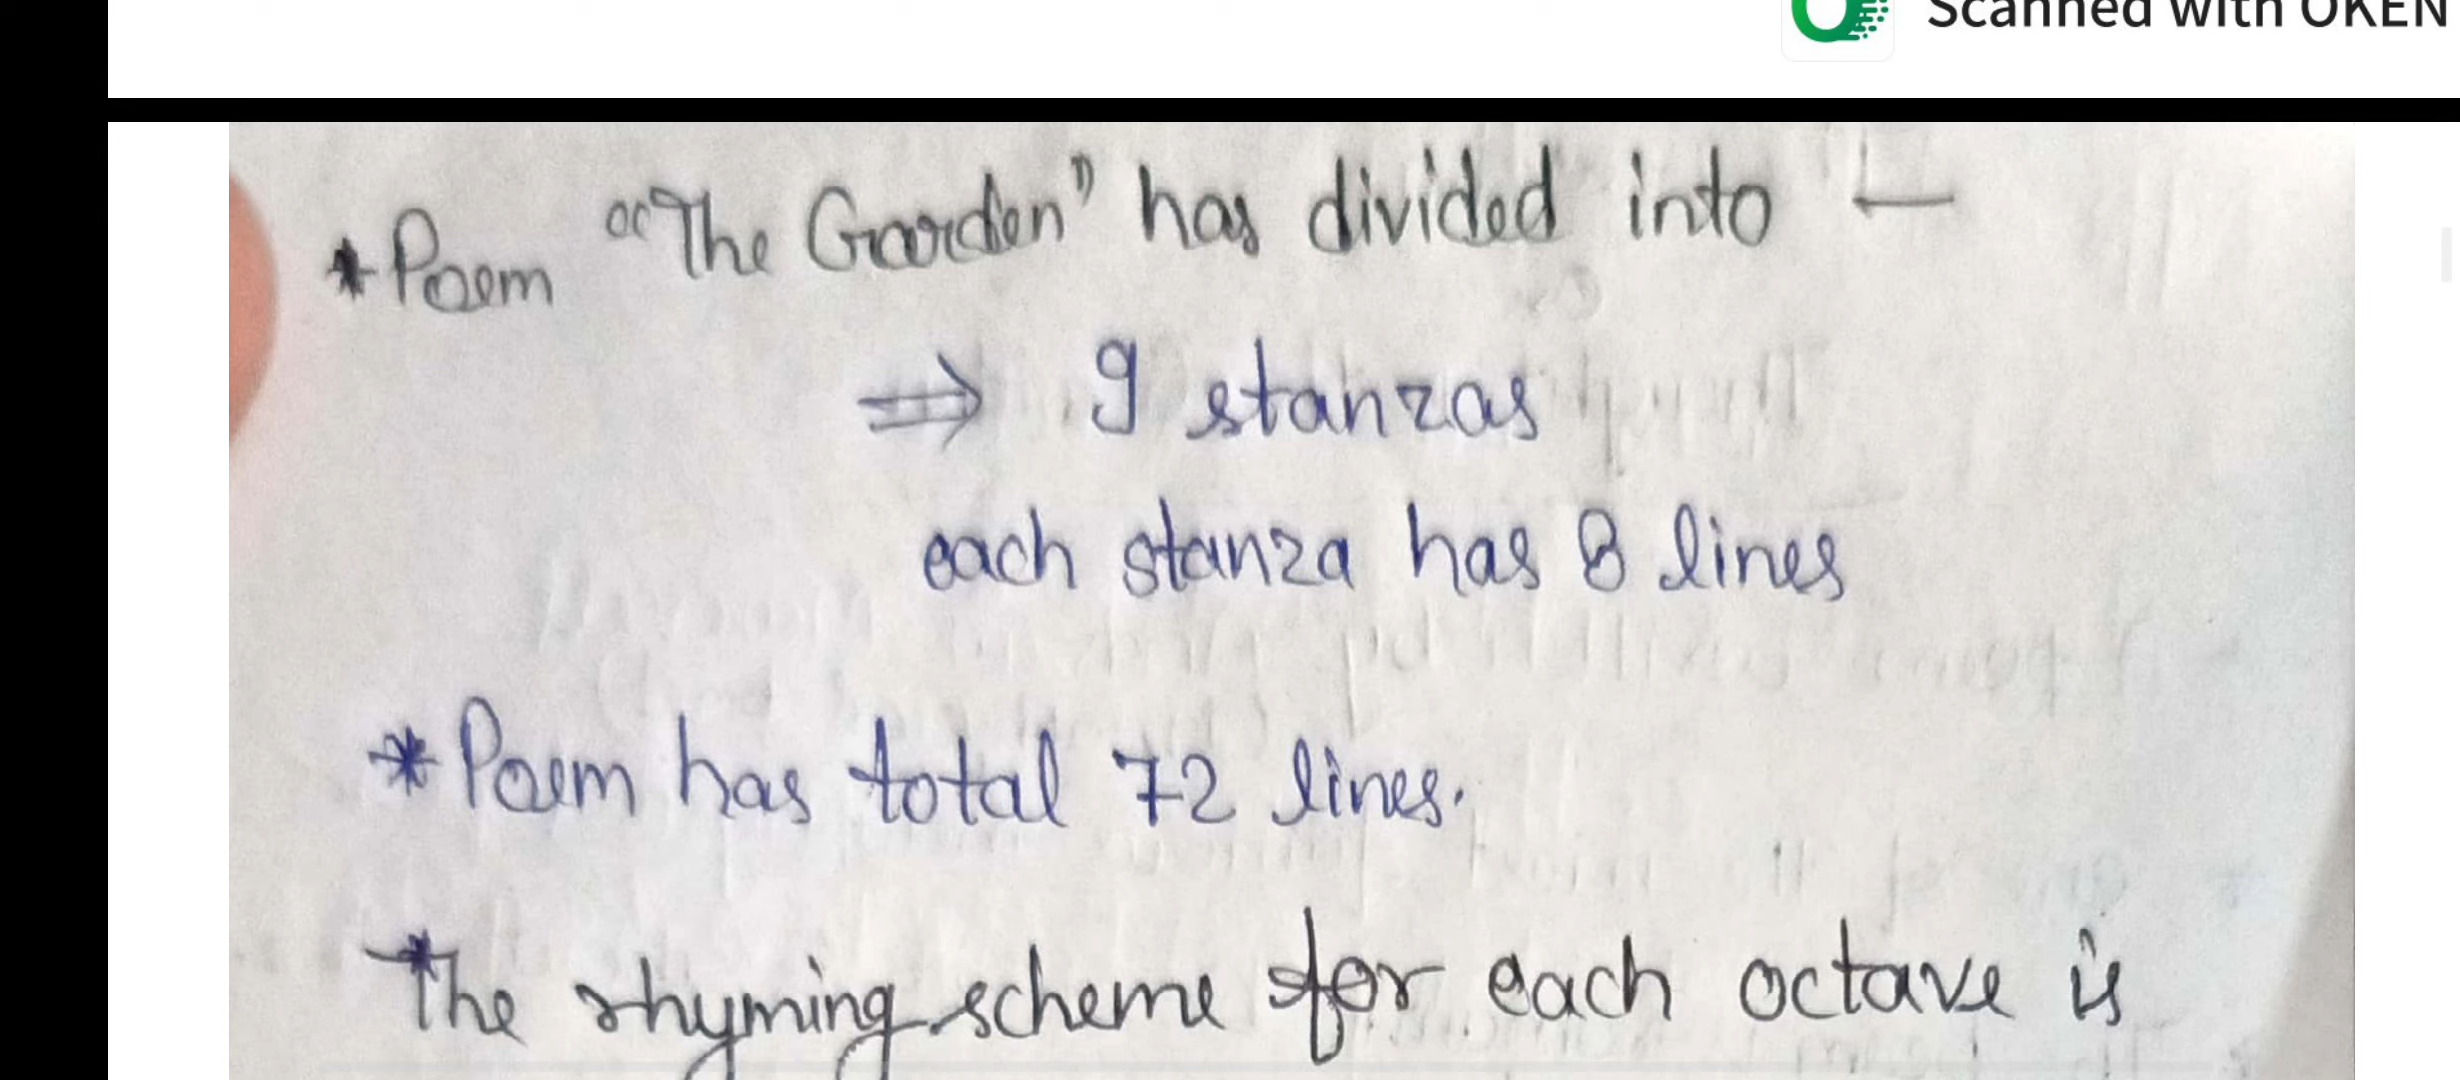 Scanned with OKEN
*Poem "The Garden" has divided into -
⇒ 9 stanzas
each stanza has 8 lines
*Poem has total 72 lines.
*The rhyming scheme for each octave is